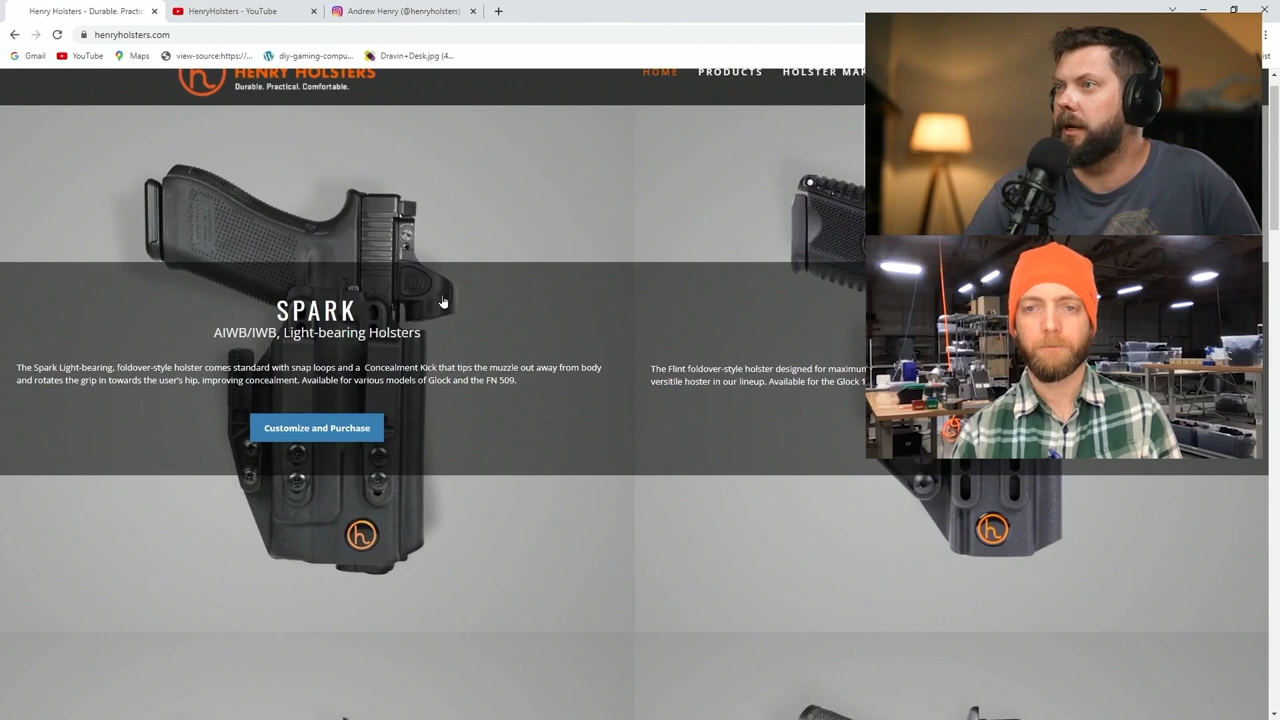 Henry Holsters – Durable. Practic
HenryHolsters - YouTube
Andrew Henry (@henryholsters)
henryholsters.com
Gmail
YouTube
Maps
view-source:https://...
diy-gaming-compu...
Dravin+Desk.jpg (4...
ist
HENRY HOLSTERS
Durable. Practical. Comfortable.
HOME
PRODUCTS
HOLSTER MAK
SPARK
AIWB/IWB, Light-bearing Holsters
The Spark Light-bearing, foldover-style holster comes standard with snap loops and a Concealment Kick that tips the muzzle out away from body
and rotates the grip in towards the user's hip, improving concealment. Available for various models of Glock and the FN 509.
Customize and Purchase
The Flint foldover-style holster designed for maximum
versitile hoster in our lineup. Available for the Glock 1
h
h